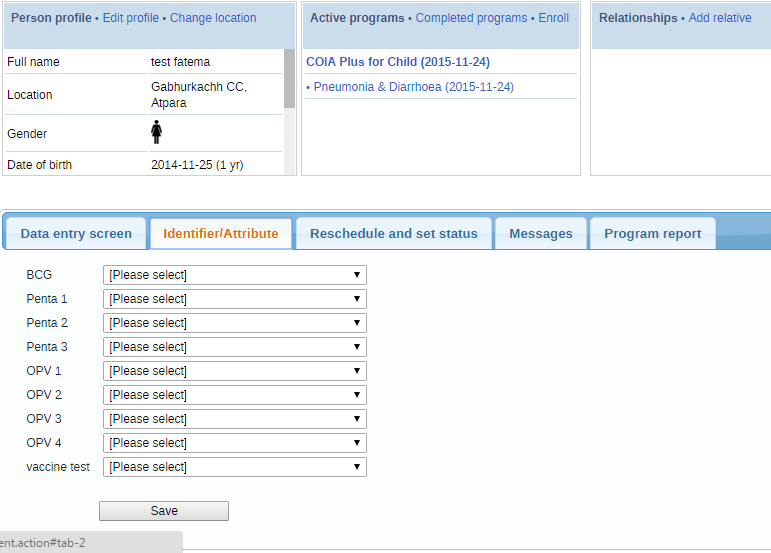 Person profile • Edit profile • Change location
Full name test fatema
Location Gabhurkachh CC,
Atpara
Gender
Date of birth 2014-11-25 (1 yr)
Active programs • Completed programs • Enroll
COIA Plus for Child (2015-11-24)
• Pneumonia & Diarrhoea (2015-11-24)
Relationships • Add relative
Data entry screen Identifier/Attribute Reschedule and set status Messages Program report
BCG [Please select]
Penta 1 [Please select]
Penta 2 [Please select]
Penta 3 [Please select]
OPV 1 [Please select]
OPV 2 [Please select]
OPV 3 [Please select]
OPV 4 [Please select]
vaccine test [Please select]
Save
ent.action#tab-2